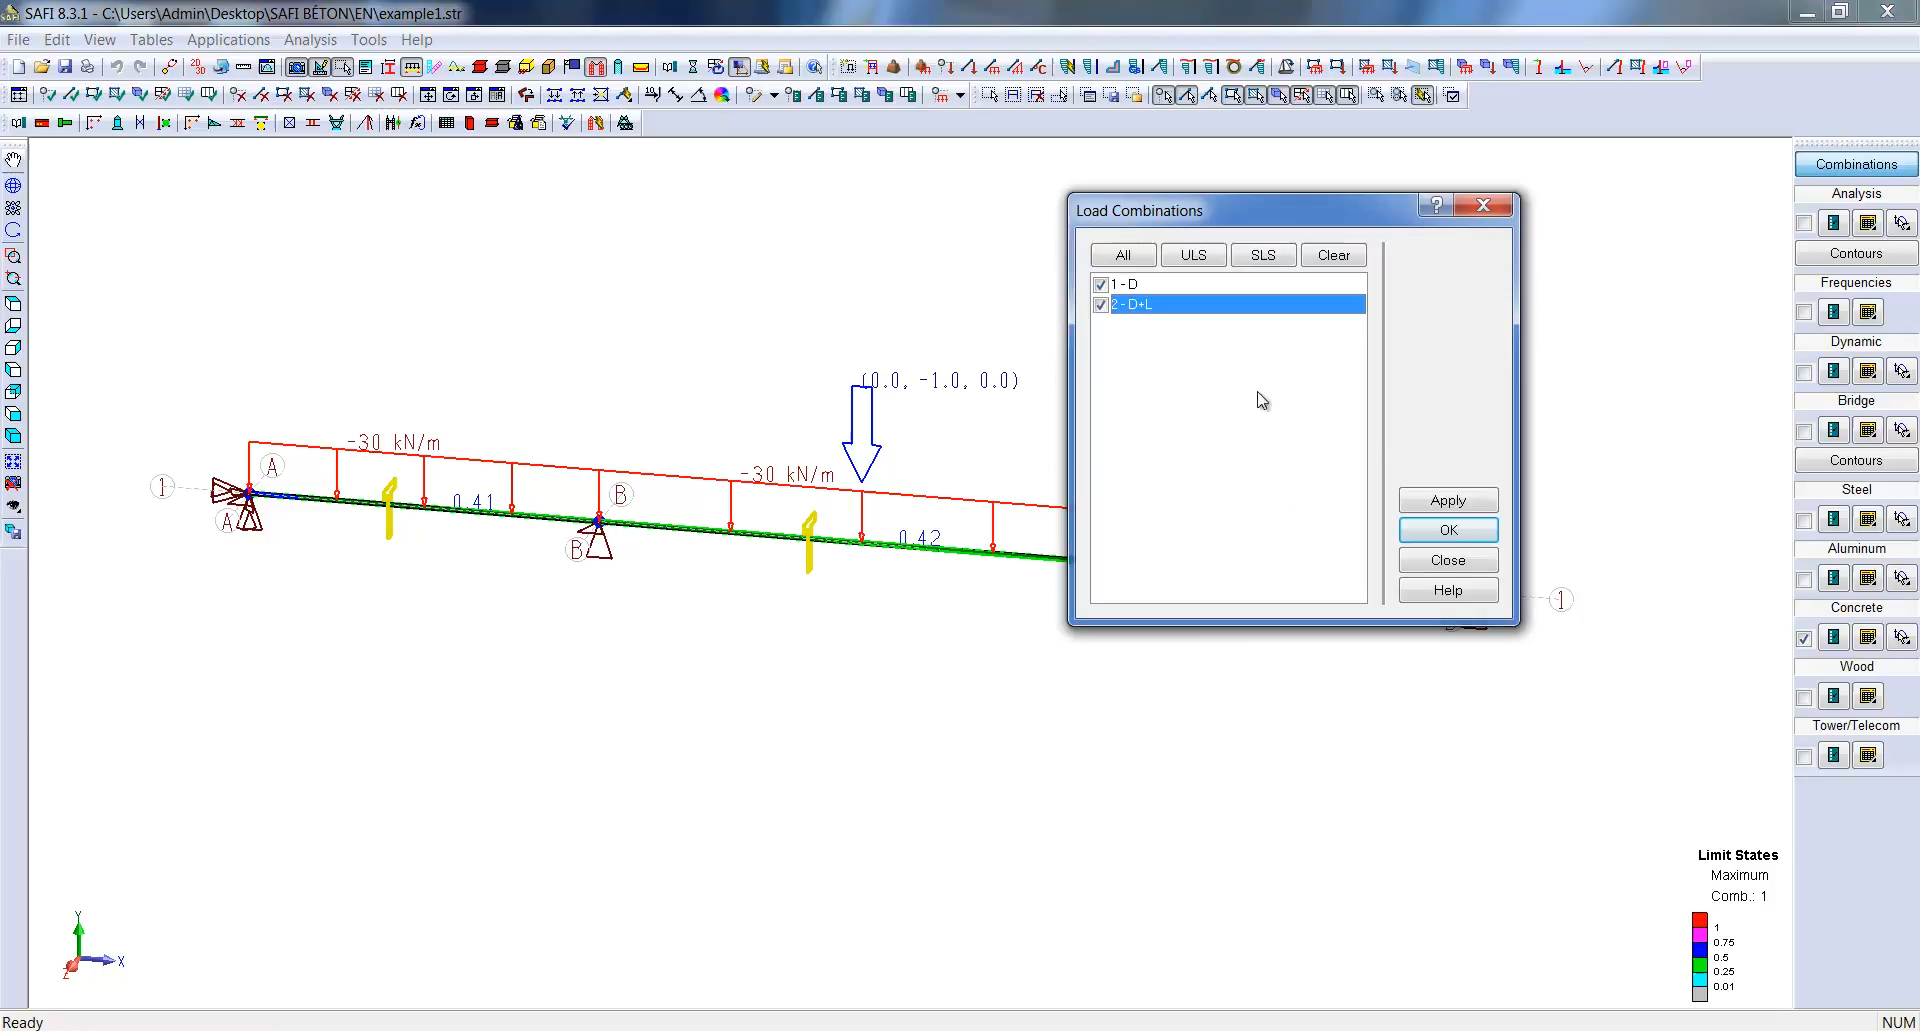 SAFI 8.3.1 - C:\Users\Admin\Desktop\SAFI BÉTON\EN\example1.str
File Edit View Tables Applications Analysis Tools Help
Combinations
Analysis
Contours
Frequencies
Dynamic
Bridge
Contours
Steel
Aluminum
Concrete
Wood
Tower/Telecom
Load Combinations
All ULS SLS Clear
1 - D
2 - D+L
Apply
OK
Close
Help
(0.0, -1.0, 0.0)
-30 kN/m
-30 kN/m
1 A
A
0.41
B
B
0.42
1
Limit States
Maximum
Comb.: 1
1
0.75
0.5
0.25
0.01
Y
X
Z
Ready NUM